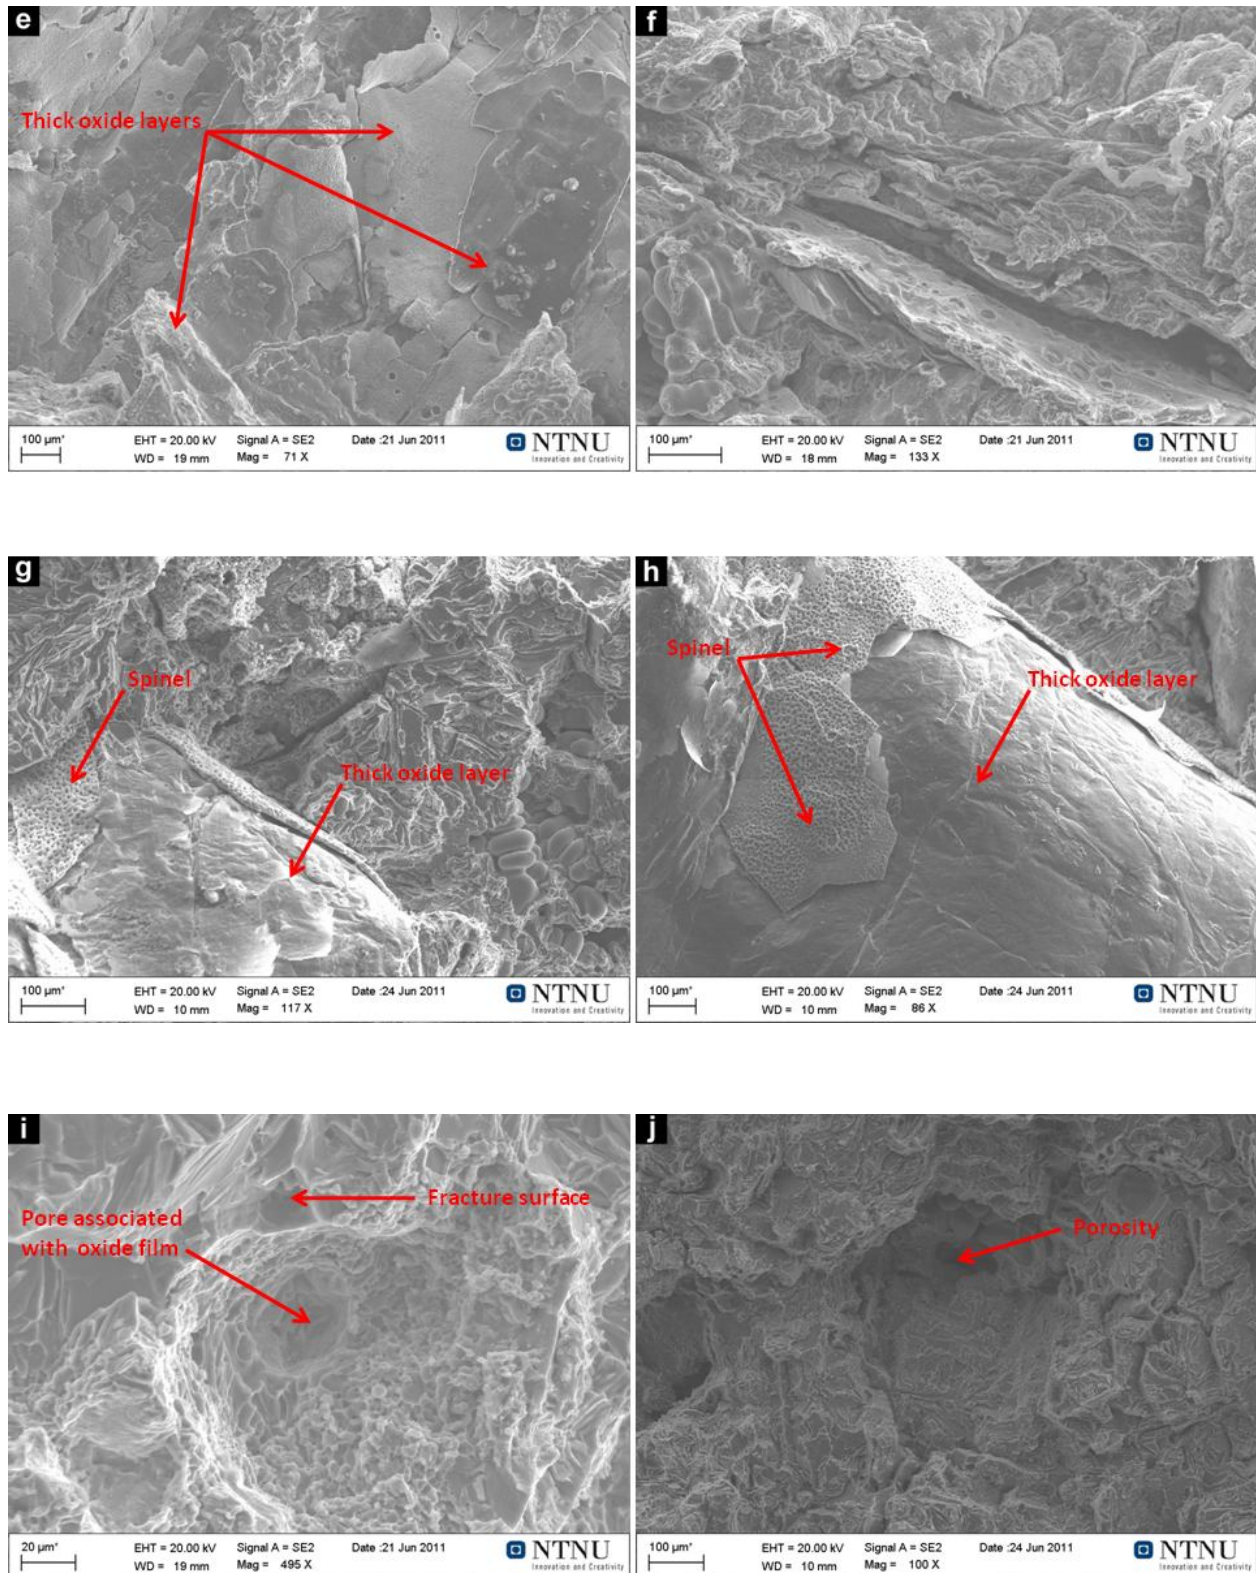 e
Thick oxide layers
100 µm*
EHT = 20.00 kV Signal A = SE2 Date :21 Jun 2011
WD = 19 mm Mag = 71 X
NTNU
Innovation and Creativity
f
100 µm*
EHT = 20.00 kV Signal A = SE2 Date :21 Jun 2011
WD = 18 mm Mag = 133 X
NTNU
Innovation and Creativity
g
Spinel
Thick oxide layer
100 µm*
EHT = 20.00 kV Signal A = SE2 Date :24 Jun 2011
WD = 10 mm Mag = 117 X
NTNU
Innovation and Creativity
h
Spinel
Thick oxide layer
100 µm*
EHT = 20.00 kV Signal A = SE2 Date :24 Jun 2011
WD = 10 mm Mag = 86 X
NTNU
Innovation and Creativity
i
Fracture surface
Pore associated
with oxide film
20 µm*
EHT = 20.00 kV Signal A = SE2 Date :21 Jun 2011
WD = 19 mm Mag = 495 X
NTNU
Innovation and Creativity
j
Porosity
100 µm*
EHT = 20.00 kV Signal A = SE2 Date :24 Jun 2011
WD = 10 mm Mag = 100 X
NTNU
Innovation and Creativity